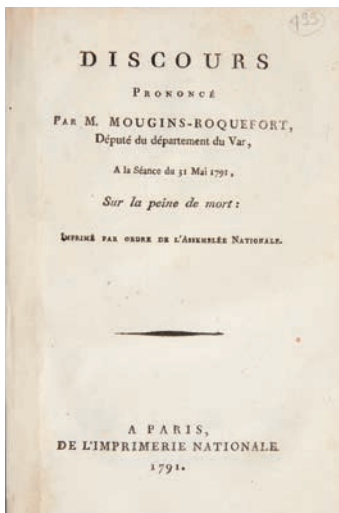 493
DISCOURS
PRONONCÉ
PAR M. MOUGINS-ROQUEFORT,
Député du département du Var,
A la Séance du 31 Mai 1791,
Sur la peine de mort :
IMPRIMÉ PAR ORDRE DE L'ASSEMBLÉE NATIONALE.
A PARIS,
DE L'IMPRIMERIE NATIONALE.
1791.